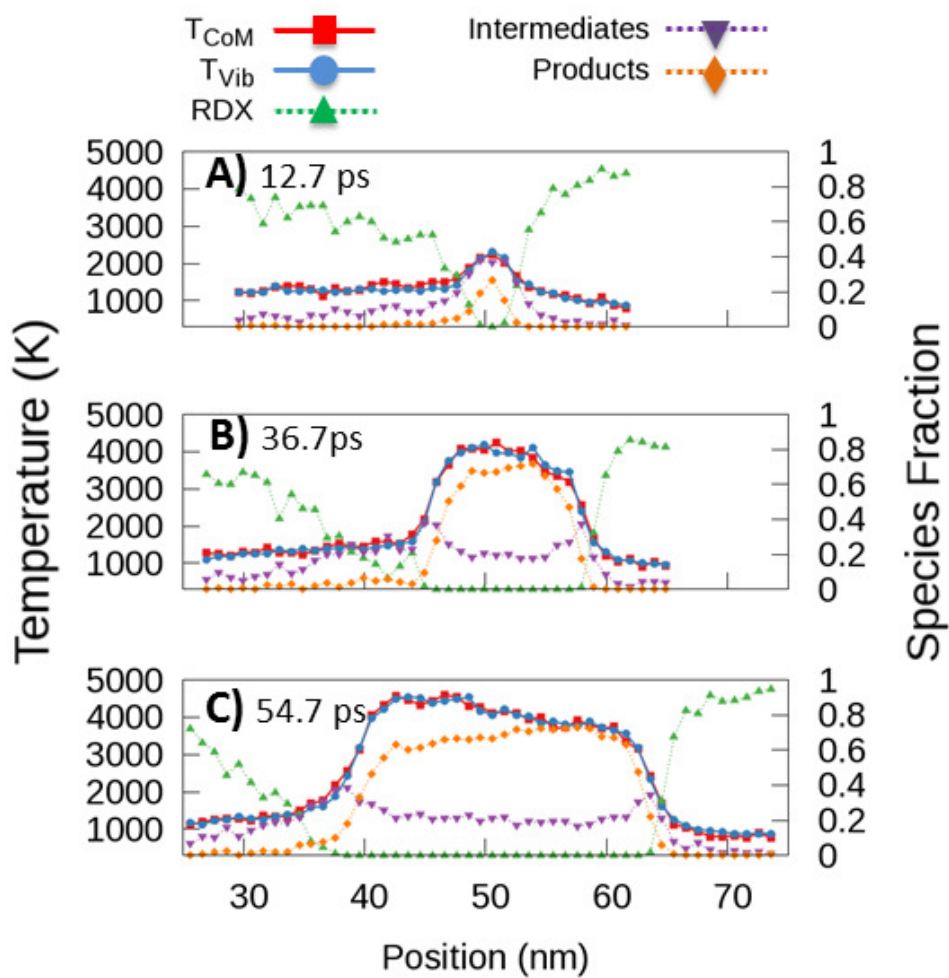 T_CoM
T_Vib
RDX
Intermediates
Products
A) 12.7 ps
5000
4000
3000
2000
1000
1
0.8
0.6
0.4
0.2
0
B) 36.7ps
5000
4000
3000
2000
1000
1
0.8
0.6
0.4
0.2
0
C) 54.7 ps
5000
4000
3000
2000
1000
1
0.8
0.6
0.4
0.2
0
30 40 50 60 70
Temperature (K)
Species Fraction
Position (nm)